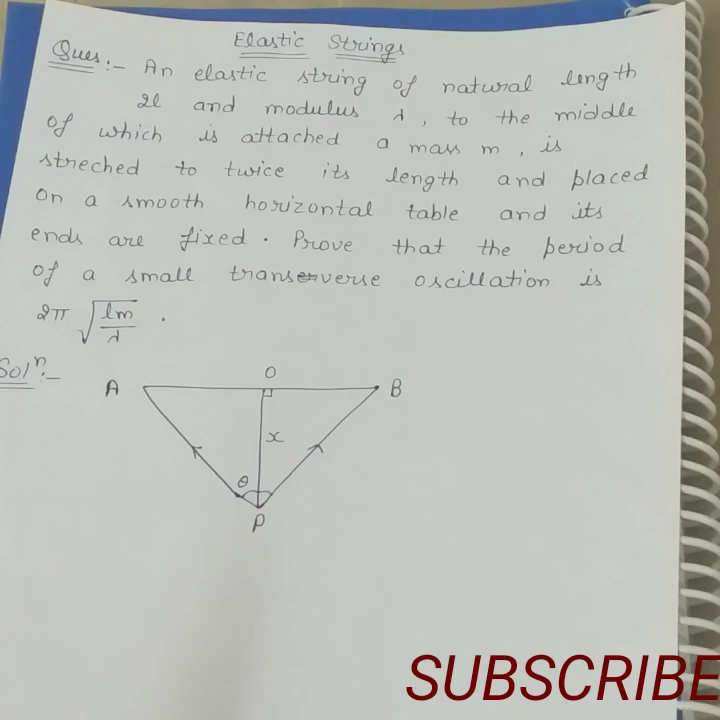 Elastic Strings
Ques:- An elastic string of natural length
2l and modulus λ, to the middle
of which is attached a mass m, is
streched to twice its length and placed
on a smooth horizontal table and its
ends are fixed. Prove that the period
of a small transverse oscillation is
2π √(lm/λ).
Solⁿ:-
A O B
x
θ
P
SUBSCRIBE